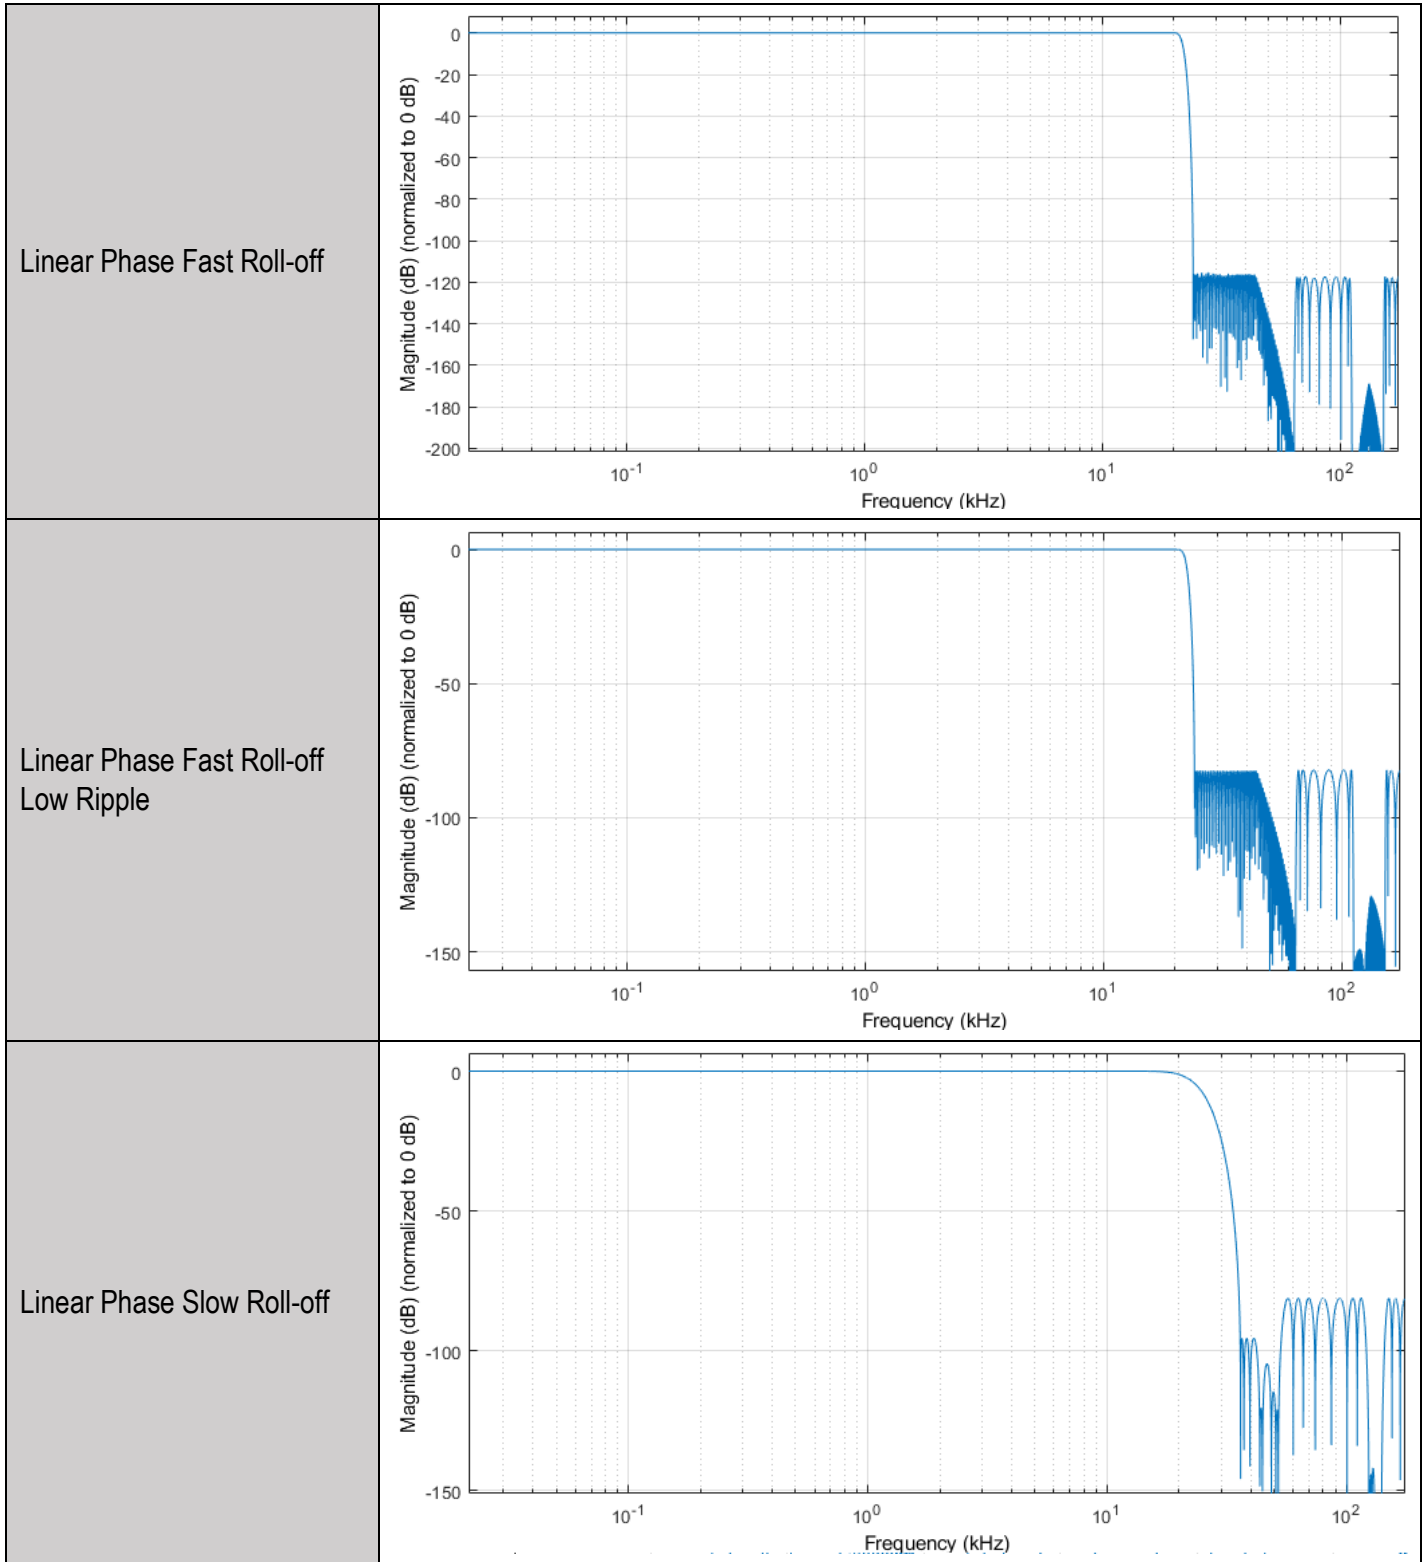 Linear Phase Fast Roll-off
Magnitude (dB) (normalized to 0 dB)
0
-20
-40
-60
-80
-100
-120
-140
-160
-180
-200
10^-1 10^0 10^1 10^2
Frequency (kHz)
Linear Phase Fast Roll-off
Low Ripple
Magnitude (dB) (normalized to 0 dB)
0
-50
-100
-150
10^-1 10^0 10^1 10^2
Frequency (kHz)
Linear Phase Slow Roll-off
Magnitude (dB) (normalized to 0 dB)
0
-50
-100
-150
10^-1 10^0 10^1 10^2
Frequency (kHz)